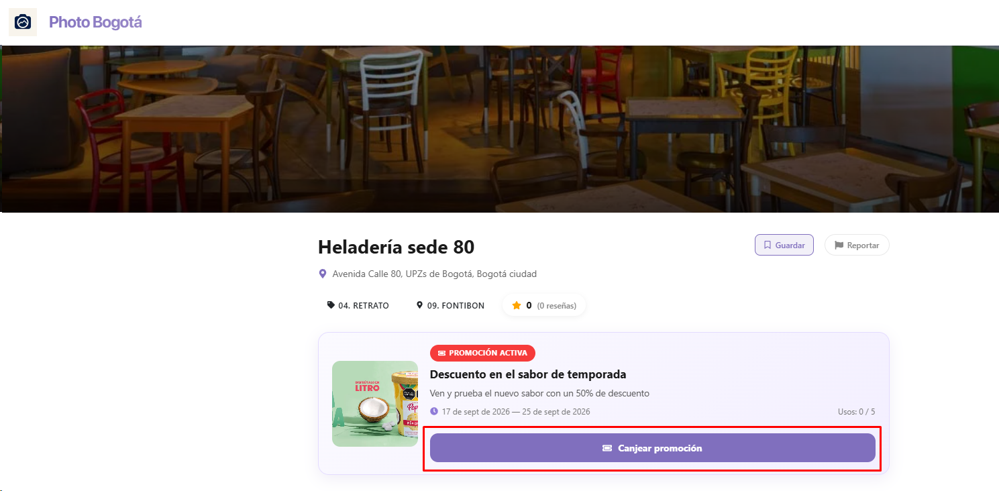 Photo Bogotá
Heladería sede 80
Guardar
Reportar
Avenida Calle 80, UPZs de Bogotá, Bogotá ciudad
04. RETRATO
09. FONTIBON
0 (0 reseñas)
PROMOCIÓN ACTIVA
Descuento en el sabor de temporada
Ven y prueba el nuevo sabor con un 50% de descuento
17 de sept de 2026 — 25 de sept de 2026
Usos: 0 / 5
DISFRÚTALO EN
LITRO
A
Pop
Canjear promoción